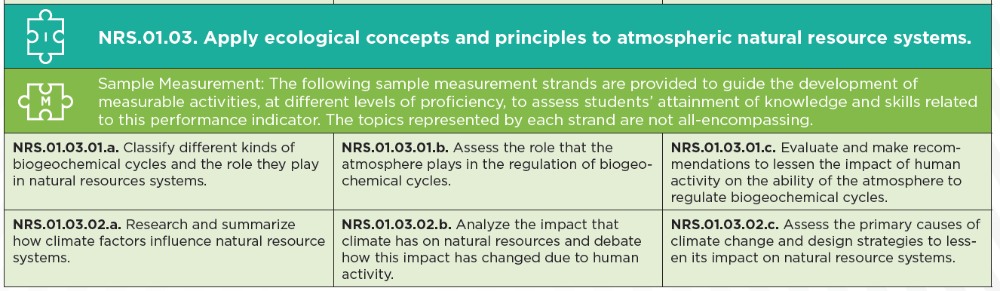 I
NRS.01.03. Apply ecological concepts and principles to atmospheric natural resource systems.
M
Sample Measurement: The following sample measurement strands are provided to guide the development of
measurable activities, at different levels of proficiency, to assess students' attainment of knowledge and skills related
to this performance indicator. The topics represented by each strand are not all-encompassing.
NRS.01.03.01.a. Classify different kinds of
biogeochemical cycles and the role they play
in natural resources systems.
NRS.01.03.01.b. Assess the role that the
atmosphere plays in the regulation of biogeo-
chemical cycles.
NRS.01.03.01.c. Evaluate and make recom-
mendations to lessen the impact of human
activity on the ability of the atmosphere to
regulate biogeochemical cycles.
NRS.01.03.02.a. Research and summarize
how climate factors influence natural resource
systems.
NRS.01.03.02.b. Analyze the impact that
climate has on natural resources and debate
how this impact has changed due to human
activity.
NRS.01.03.02.c. Assess the primary causes of
climate change and design strategies to less-
en its impact on natural resource systems.